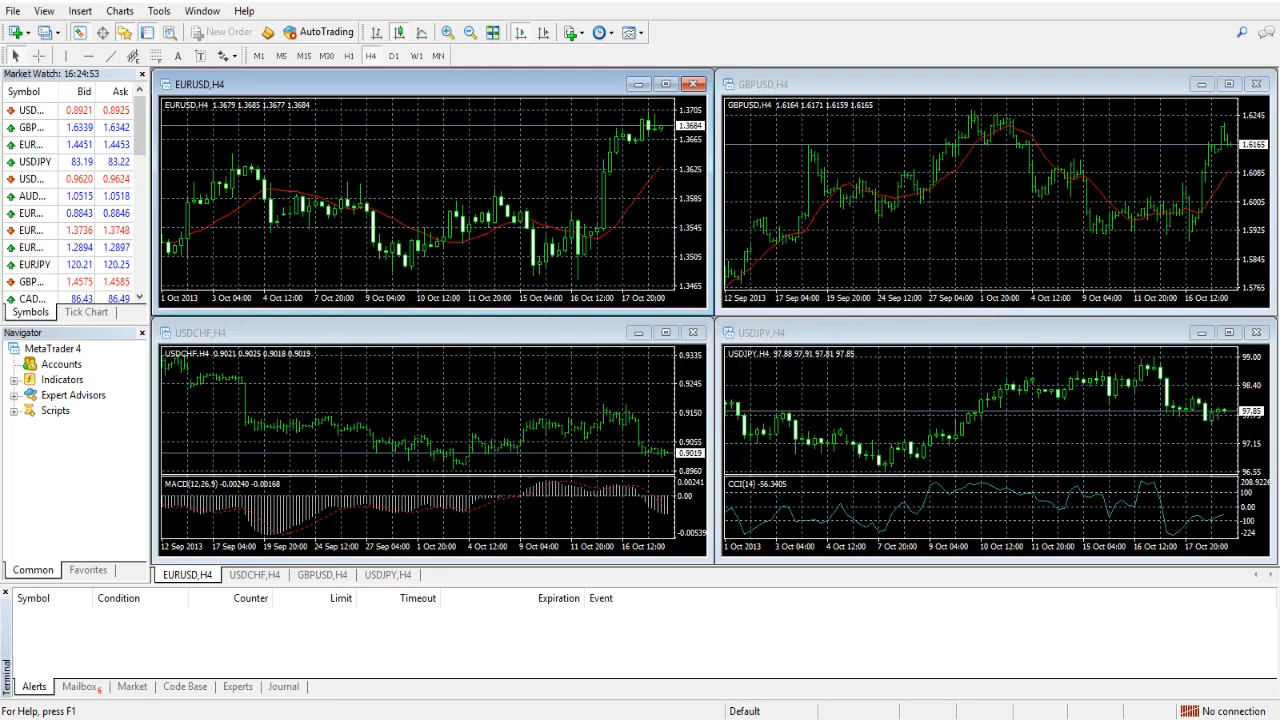 File View Insert Charts Tools Window Help
New Order AutoTrading
A T M1 M5 M15 M30 H1 H4 D1 W1 MN
Market Watch: 16:24:53
Symbol Bid Ask
USD... 0.8921 0.8925
GBP... 1.6339 1.6342
EUR... 1.4451 1.4453
USDJPY 83.19 83.22
USD... 0.9620 0.9624
AUD... 1.0515 1.0518
EUR... 0.8843 0.8846
EUR... 1.3736 1.3748
EUR... 1.2894 1.2897
EURJPY 120.21 120.25
GBP... 1.4575 1.4585
CAD... 86.43 86.49
Symbols Tick Chart
Navigator
MetaTrader 4
Accounts
Indicators
Expert Advisors
Scripts
Common Favorites
EURUSD,H4
EURUSD,H4 1.3679 1.3685 1.3677 1.3684
1.3705
1.3684
1.3665
1.3625
1.3585
1.3545
1.3505
1.3465
1 Oct 2013 3 Oct 04:00 4 Oct 12:00 7 Oct 20:00 9 Oct 04:00 10 Oct 12:00 11 Oct 20:00 15 Oct 04:00 16 Oct 12:00 17 Oct 20:00
GBPUSD,H4
GBPUSD,H4 1.6164 1.6171 1.6159 1.6165
1.6245
1.6165
1.6085
1.6005
1.5925
1.5845
1.5765
12 Sep 2013 17 Sep 04:00 19 Sep 20:00 24 Sep 12:00 27 Sep 04:00 1 Oct 20:00 4 Oct 12:00 9 Oct 04:00 11 Oct 20:00 16 Oct 12:00
USDCHF,H4
USDCHF,H4 0.9021 0.9025 0.9018 0.9019
0.9335
0.9245
0.9150
0.9055
0.9019
0.8960
MACD(12,26,9) -0.00240 -0.00168
0.00241
0.00
-0.00539
12 Sep 2013 17 Sep 04:00 19 Sep 20:00 24 Sep 12:00 27 Sep 04:00 1 Oct 20:00 4 Oct 12:00 9 Oct 04:00 11 Oct 20:00 16 Oct 12:00
USDJPY,H4
USDJPY,H4 97.88 97.91 97.81 97.85
99.00
98.40
97.85
97.15
96.55
CCI(14) -56.3405
208.9226
100
0.00
-100
-224
1 Oct 2013 3 Oct 04:00 4 Oct 12:00 7 Oct 20:00 9 Oct 04:00 10 Oct 12:00 11 Oct 20:00 15 Oct 04:00 16 Oct 12:00 17 Oct 20:00
EURUSD,H4 USDCHF,H4 GBPUSD,H4 USDJPY,H4
Symbol Condition Counter Limit Timeout Expiration Event
Terminal
Alerts Mailbox 6 Market Code Base Experts Journal
For Help, press F1 Default No connection